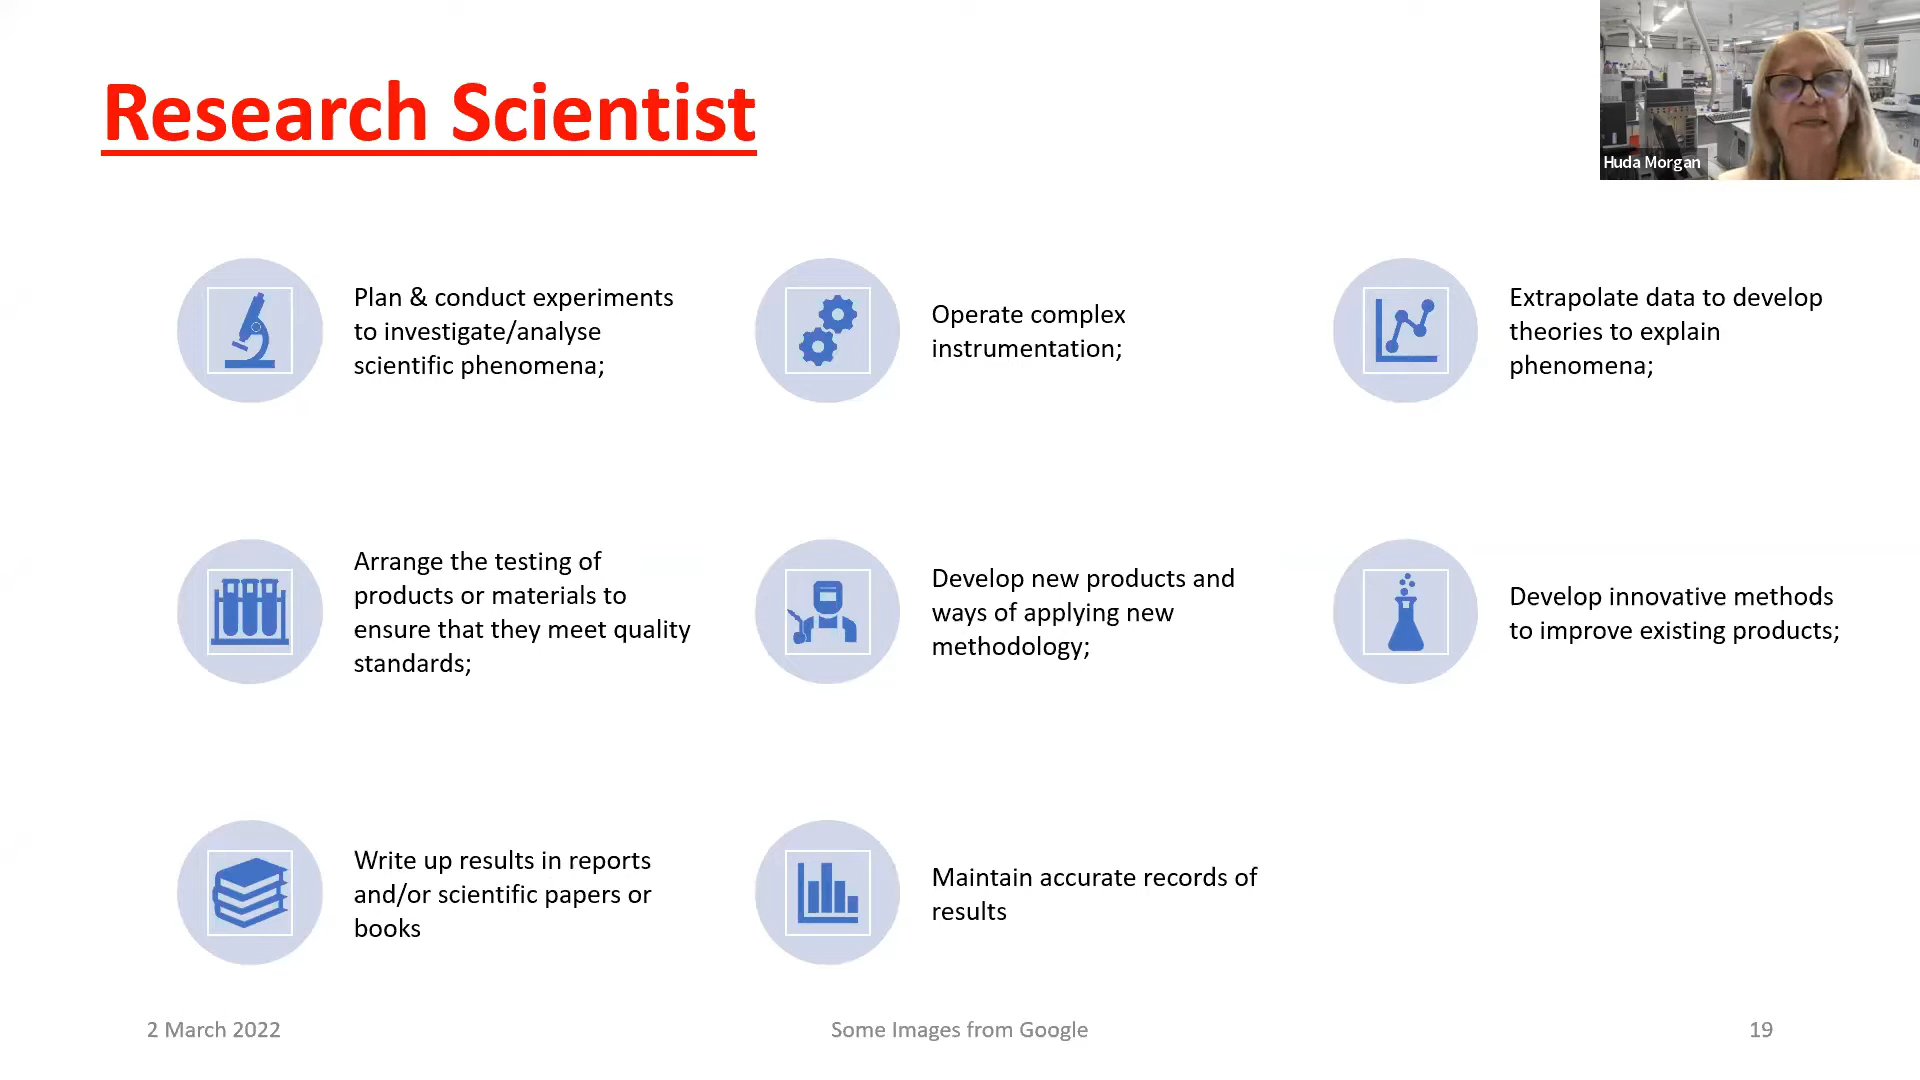 Research Scientist
Huda Morgan
Plan & conduct experiments
to investigate/analyse
scientific phenomena;
Operate complex
instrumentation;
Extrapolate data to develop
theories to explain
phenomena;
Arrange the testing of
products or materials to
ensure that they meet quality
standards;
Develop new products and
ways of applying new
methodology;
Develop innovative methods
to improve existing products;
Write up results in reports
and/or scientific papers or
books
Maintain accurate records of
results
2 March 2022
Some Images from Google
19